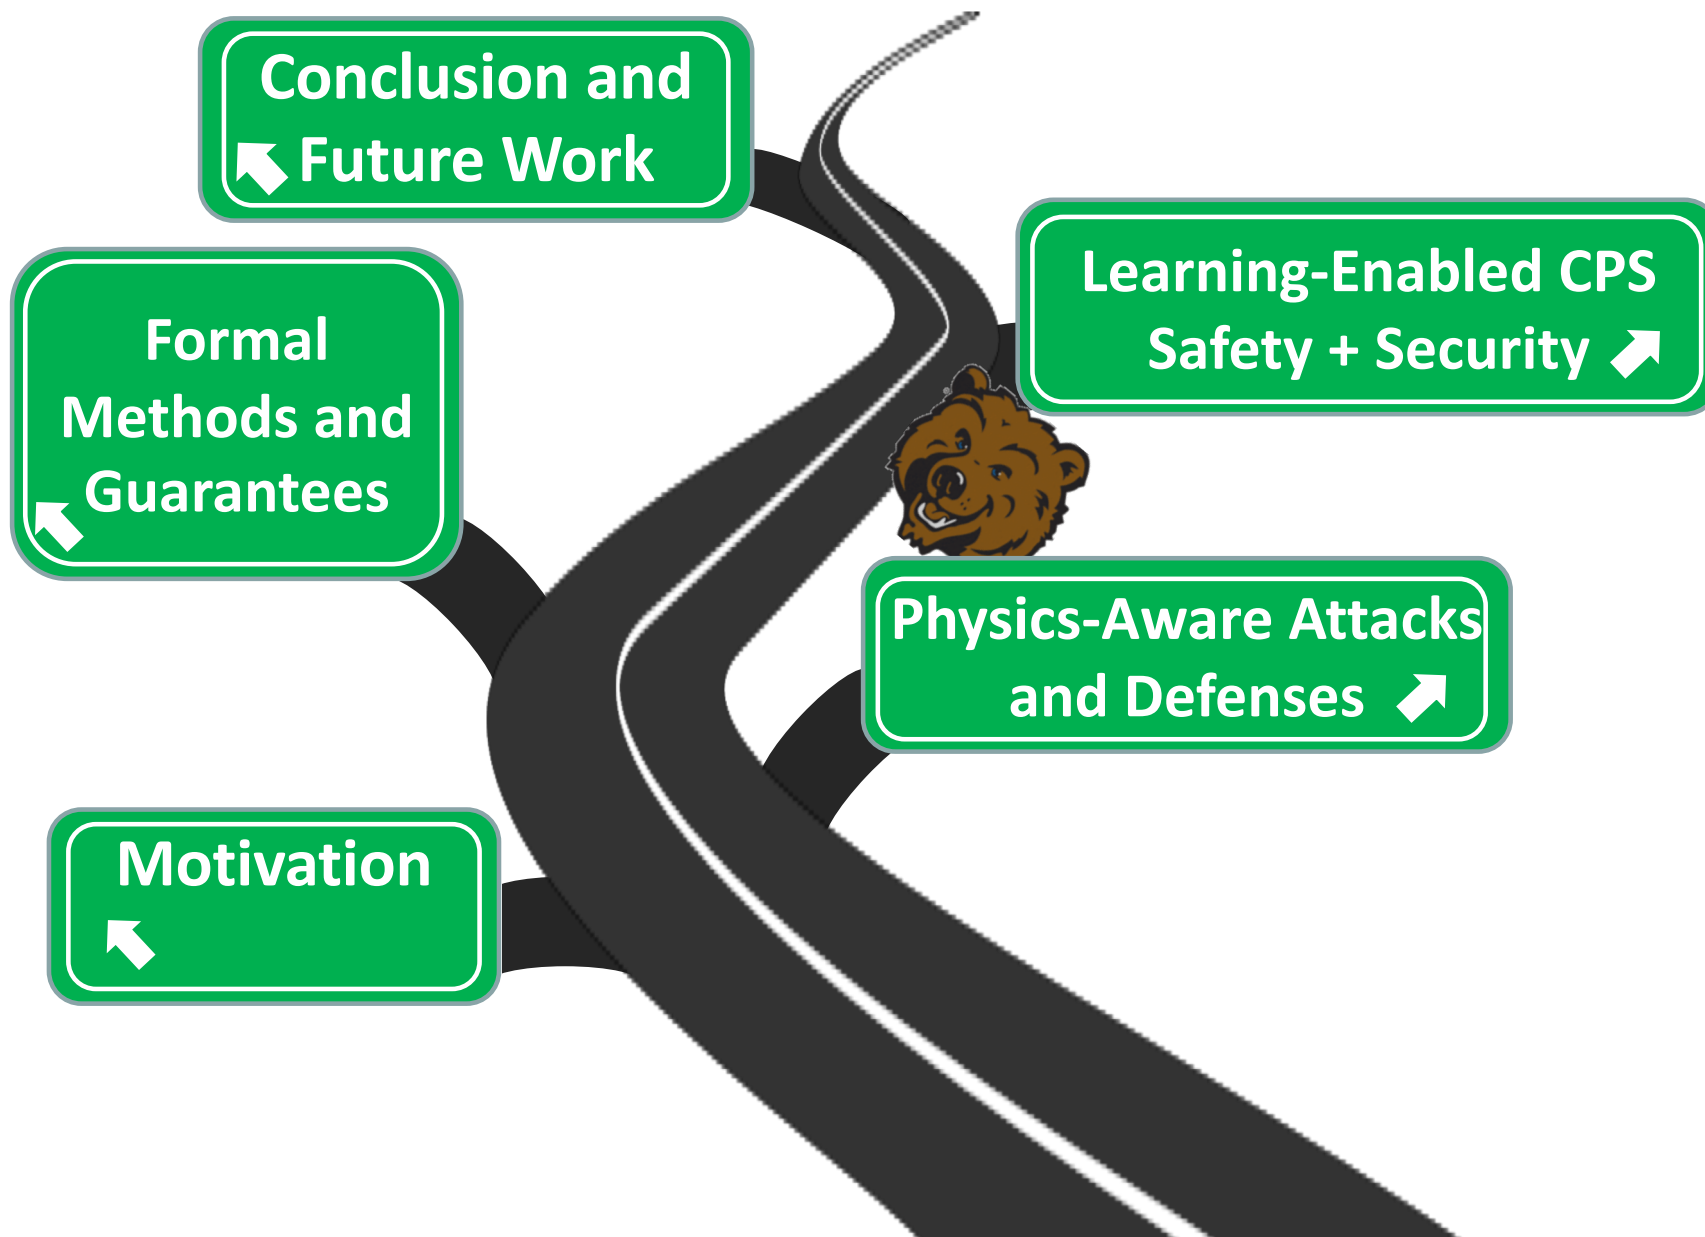 Conclusion and
Future Work
Learning-Enabled CPS
Safety + Security
Formal
Methods and
Guarantees
Physics-Aware Attacks
and Defenses
Motivation